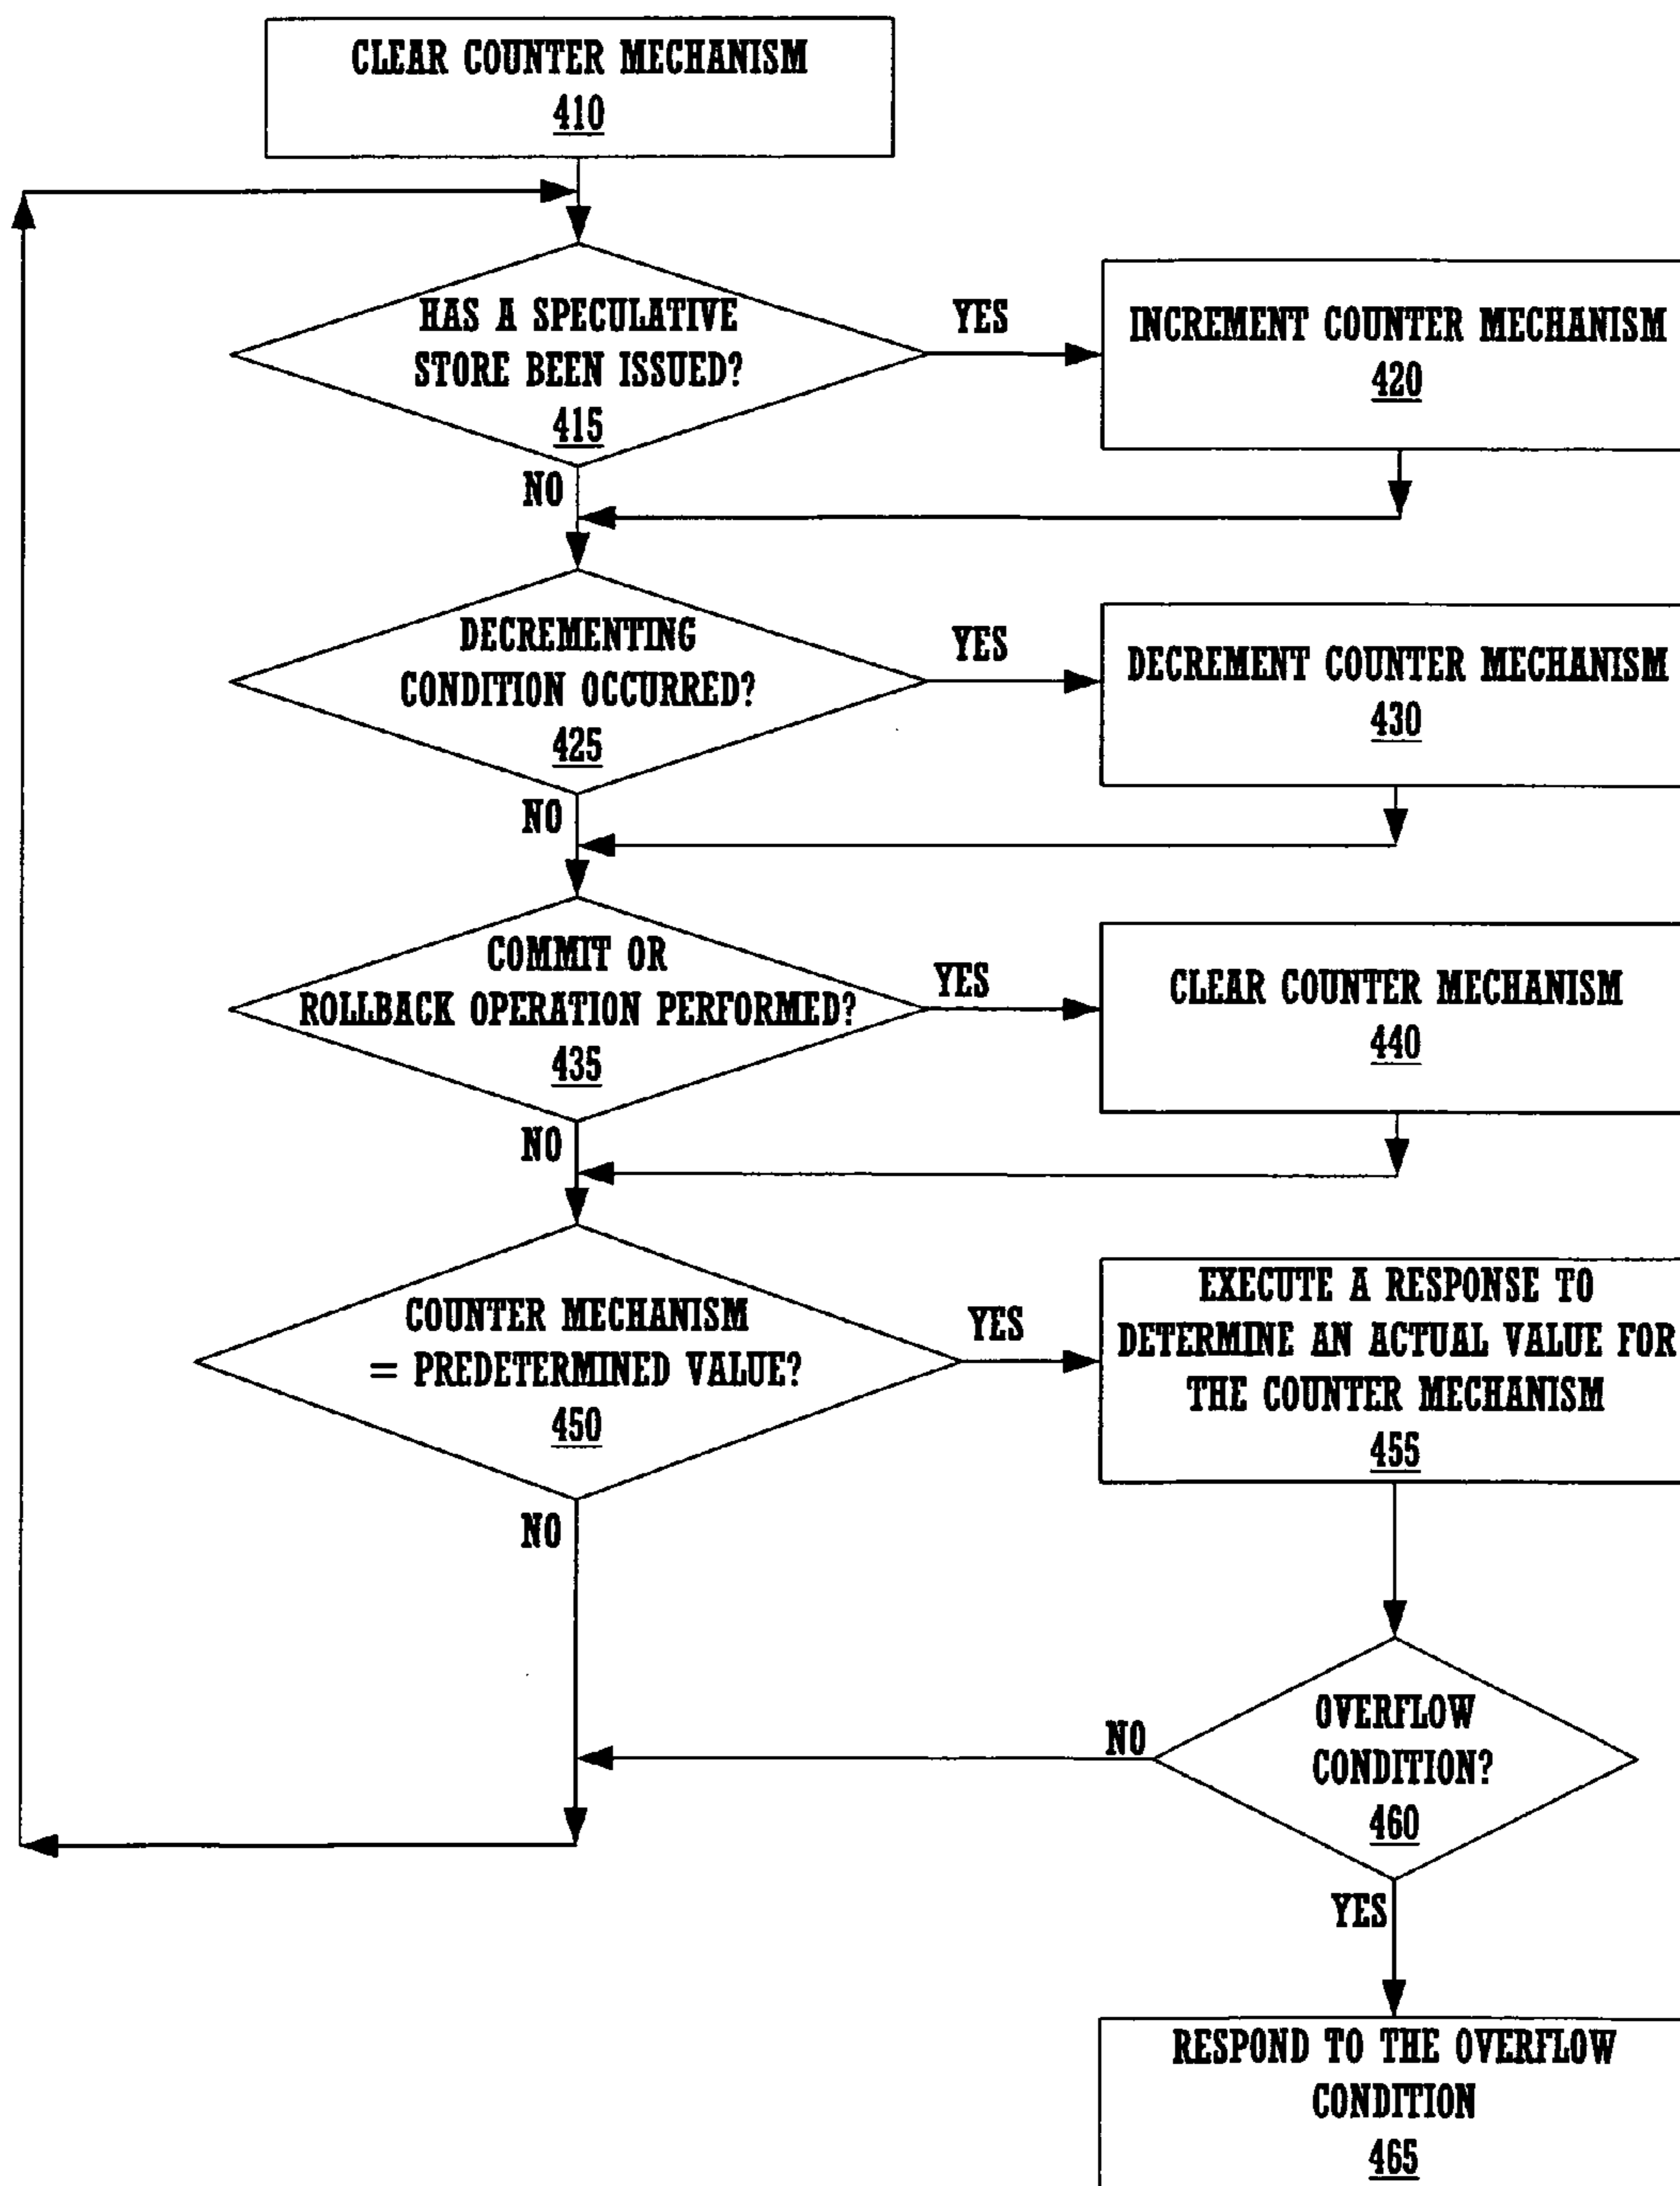 CLEAR COUNTER MECHANISM
410
HAS A SPECULATIVE
STORE BEEN ISSUED?
415
YES
INCREMENT COUNTER MECHANISM
420
NO
DECREMENTING
CONDITION OCCURRED?
425
YES
DECREMENT COUNTER MECHANISM
430
NO
COMMIT OR
ROLLBACK OPERATION PERFORMED?
435
YES
CLEAR COUNTER MECHANISM
440
NO
COUNTER MECHANISM
= PREDETERMINED VALUE?
450
YES
EXECUTE A RESPONSE TO
DETERMINE AN ACTUAL VALUE FOR
THE COUNTER MECHANISM
455
NO
OVERFLOW
CONDITION?
460
NO
YES
RESPOND TO THE OVERFLOW
CONDITION
465